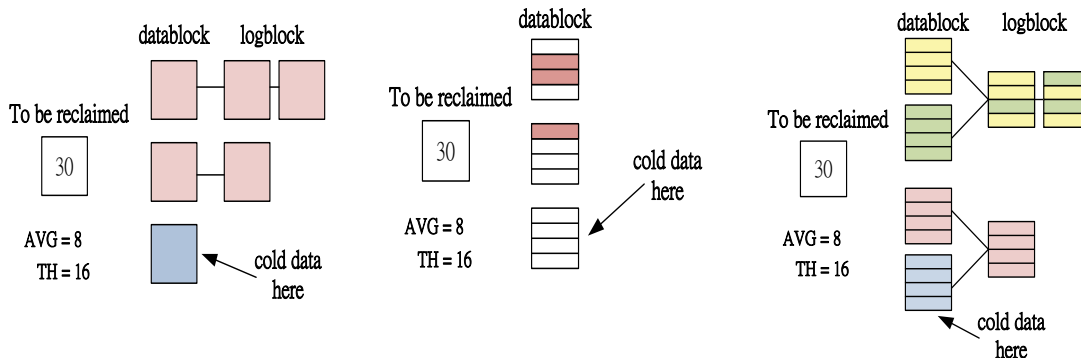 datablock logblock
To be reclaimed
30
AVG = 8
TH = 16
cold data
here
datablock
To be reclaimed
30
cold data
here
AVG = 8
TH = 16
datablock logblock
To be reclaimed
30
AVG = 8
TH = 16
cold data
here